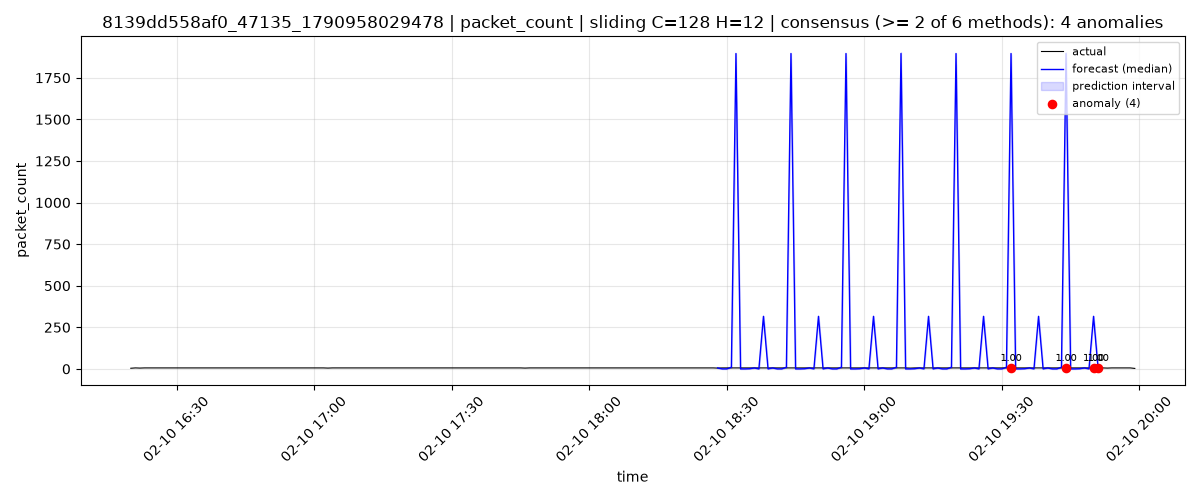 8139dd558af0_47135_1790958029478 | packet_count | sliding C=128 H=12 | consensus (>= 2 of 6 methods): 4 anomalies
actual
forecast (median)
prediction interval
anomaly (4)
1750
1500
1250
1000
750
500
250
0
packet_count
1.00
1.00
02-10 16:30
02-10 17:00
02-10 17:30
02-10 18:00
02-10 18:30
02-10 19:00
02-10 19:30
02-10 20:00
time